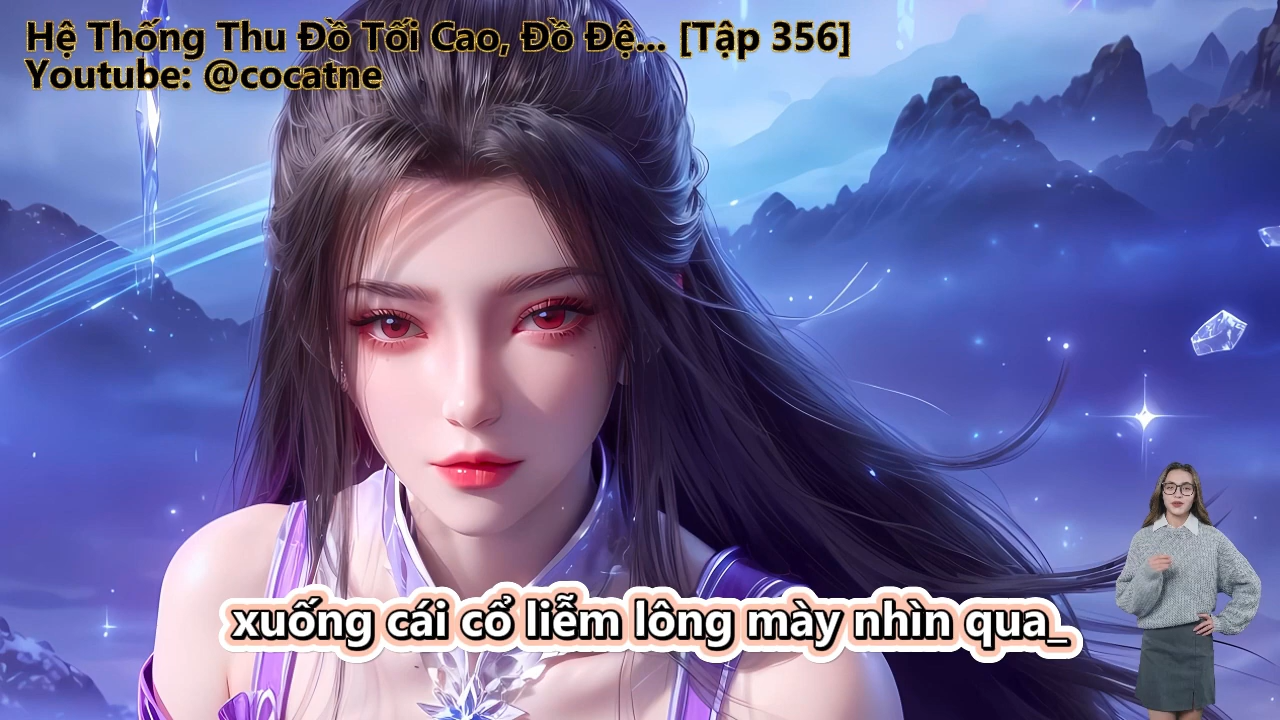 Hệ Thống Thu Đồ Tối Cao, Đồ Đệ... [Tập 356]
Youtube: @cocatne
xuống cái cổ liễm lông mày nhìn qua_